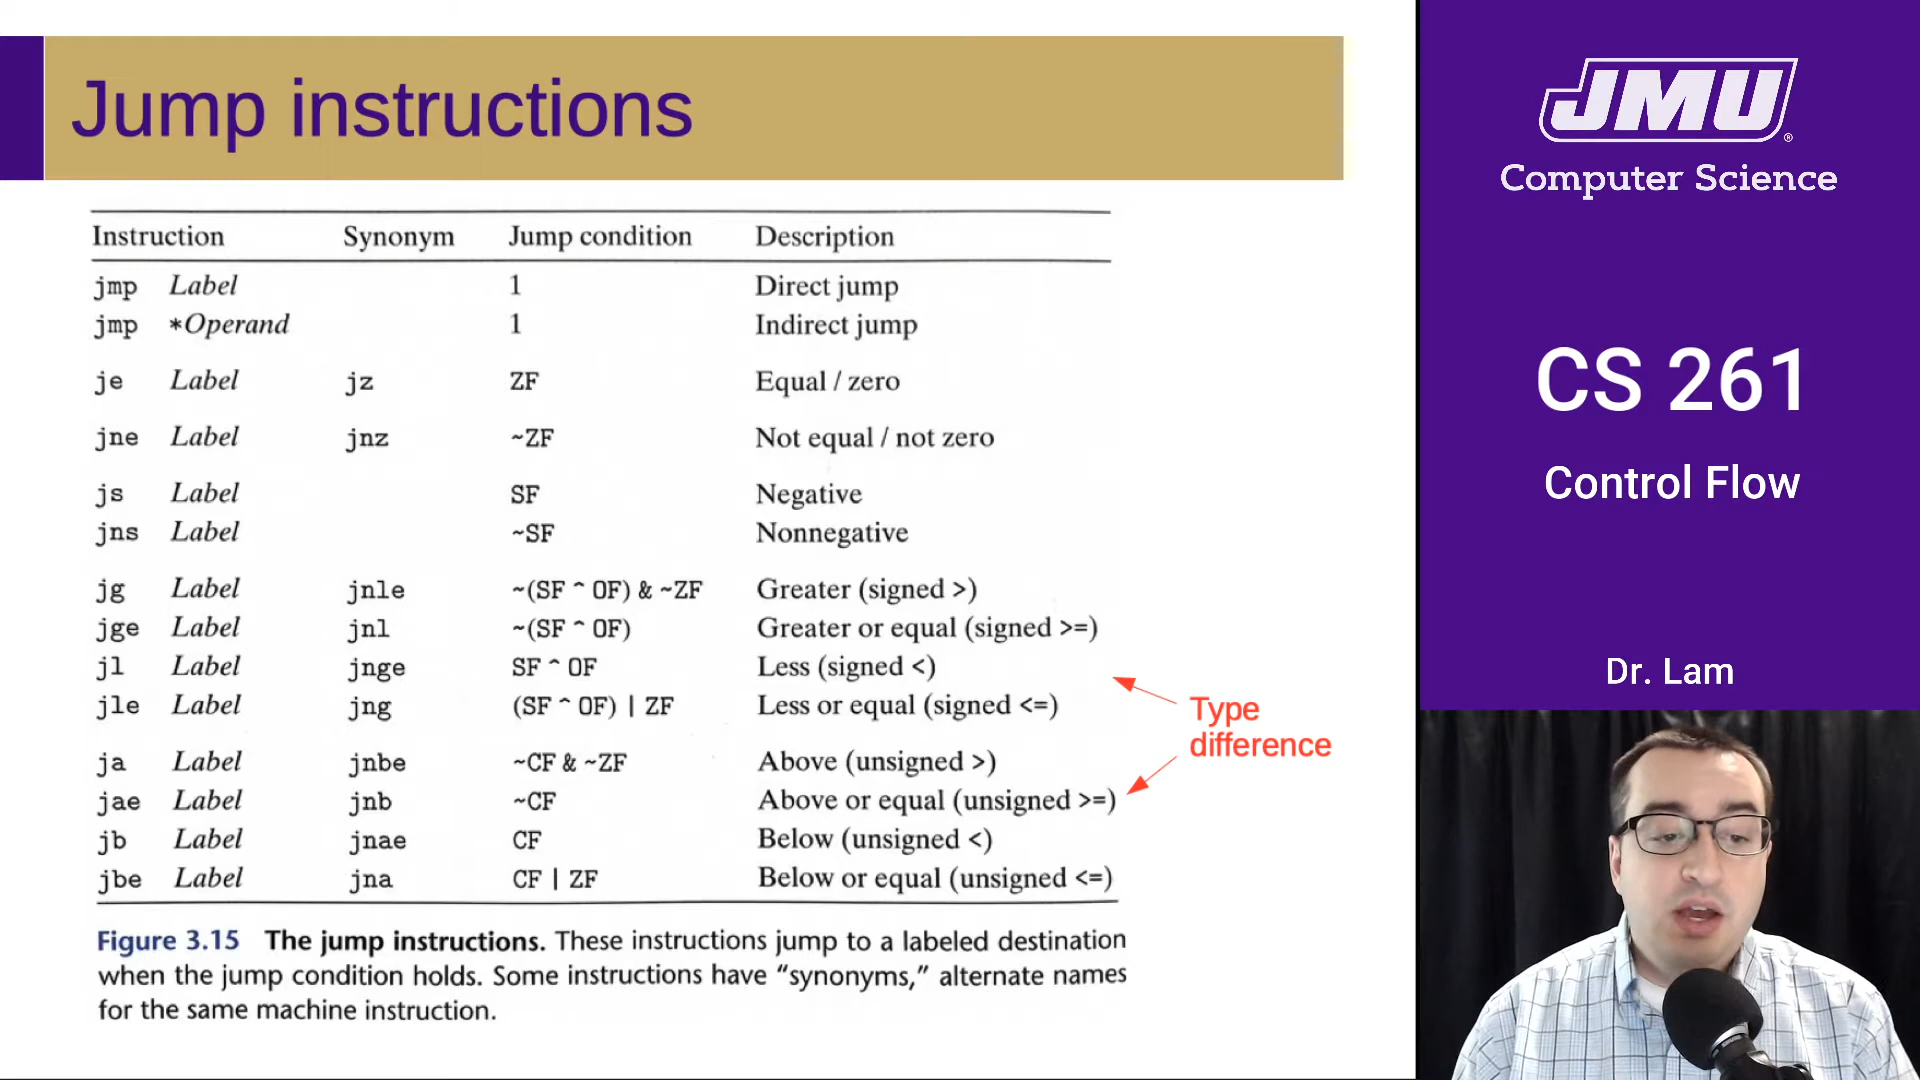 Jump instructions
Instruction Synonym Jump condition Description
jmp Label 1 Direct jump
jmp *Operand 1 Indirect jump
je Label jz ZF Equal / zero
jne Label jnz ~ZF Not equal / not zero
js Label SF Negative
jns Label ~SF Nonnegative
jg Label jnle ~(SF ^ OF) & ~ZF Greater (signed >)
jge Label jnl ~(SF ^ OF) Greater or equal (signed >=)
jl Label jnge SF ^ OF Less (signed <)
jle Label jng (SF ^ OF) | ZF Less or equal (signed <=)
ja Label jnbe ~CF & ~ZF Above (unsigned >)
jae Label jnb ~CF Above or equal (unsigned >=)
jb Label jnae CF Below (unsigned <)
jbe Label jna CF | ZF Below or equal (unsigned <=)
Type
difference
Figure 3.15 The jump instructions. These instructions jump to a labeled destination
when the jump condition holds. Some instructions have “synonyms,” alternate names
for the same machine instruction.
JMU®
Computer Science
CS 261
Control Flow
Dr. Lam